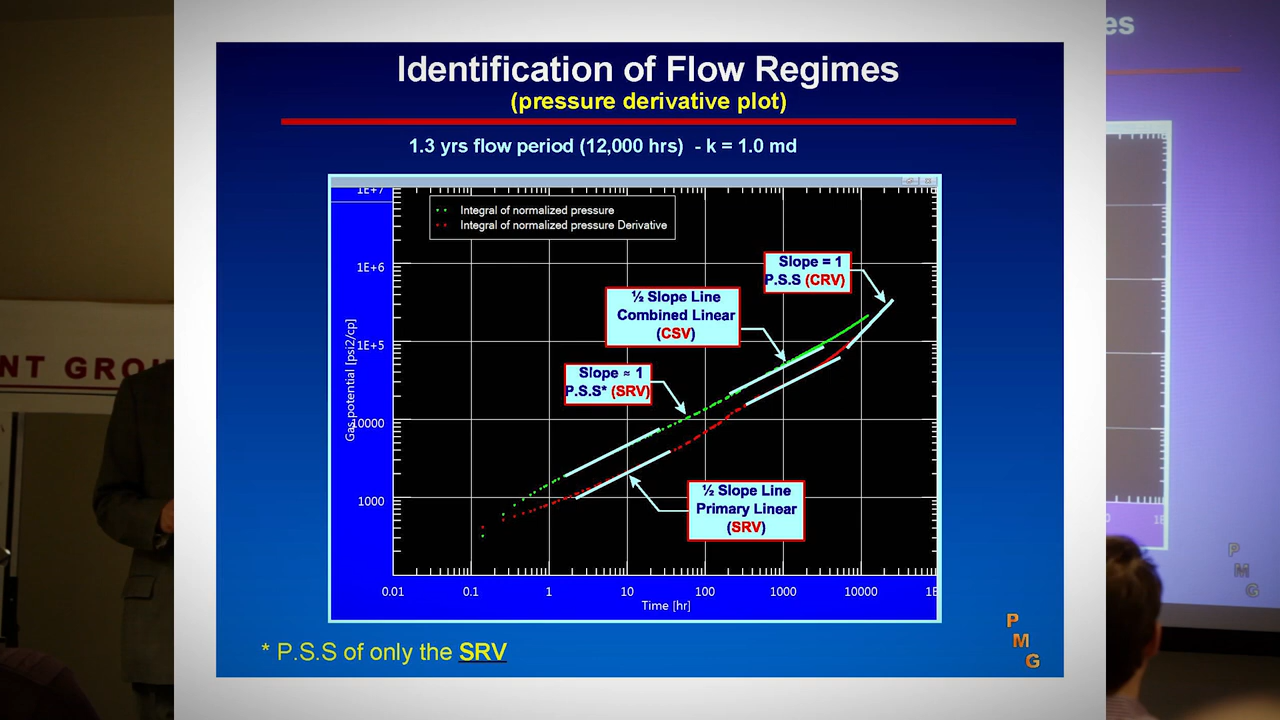 Identification of Flow Regimes
(pressure derivative plot)
1.3 yrs flow period (12,000 hrs) - k = 1.0 md
1E+7
Integral of normalized pressure
Integral of normalized pressure Derivative
1E+6
1E+5
10000
1000
Gas potential [psi2/cp]
Slope = 1
P.S.S (CRV)
½ Slope Line
Combined Linear
(CSV)
Slope ≈ 1
P.S.S* (SRV)
½ Slope Line
Primary Linear
(SRV)
0.01 0.1 1 10 100 1000 10000 1E
Time [hr]
* P.S.S of only the SRV
P
M
G
NT GRO
es
P
M
G